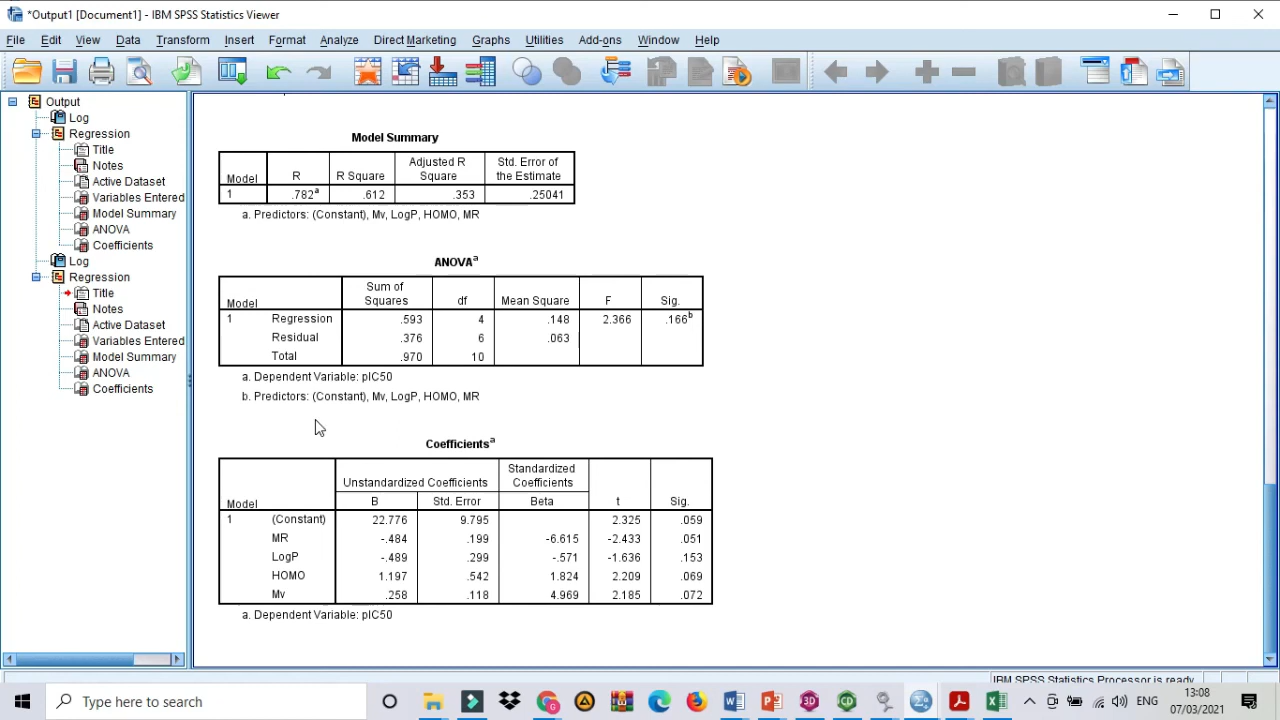 *Output1 [Document1] - IBM SPSS Statistics Viewer
File Edit View Data Transform Insert Format Analyze Direct Marketing Graphs Utilities Add-ons Window Help
Output
Log
Regression
Title
Notes
Active Dataset
Variables Entered
Model Summary
ANOVA
Coefficients
Log
Regression
Title
Notes
Active Dataset
Variables Entered
Model Summary
ANOVA
Coefficients
Model Summary
Model R R Square Adjusted R Square Std. Error of the Estimate
1 .782a .612 .353 .25041
a. Predictors: (Constant), Mv, LogP, HOMO, MR
ANOVAa
Model Sum of Squares df Mean Square F Sig.
1 Regression .593 4 .148 2.366 .166b
Residual .376 6 .063
Total .970 10
a. Dependent Variable: pIC50
b. Predictors: (Constant), Mv, LogP, HOMO, MR
Coefficientsa
Unstandardized Coefficients Standardized Coefficients
Model B Std. Error Beta t Sig.
1 (Constant) 22.776 9.795 2.325 .059
MR -.484 .199 -6.615 -2.433 .051
LogP -.489 .299 -.571 -1.636 .153
HOMO 1.197 .542 1.824 2.209 .069
Mv .258 .118 4.969 2.185 .072
a. Dependent Variable: pIC50
IBM SPSS Statistics Processor is ready
Type here to search
ENG
13:08
07/03/2021